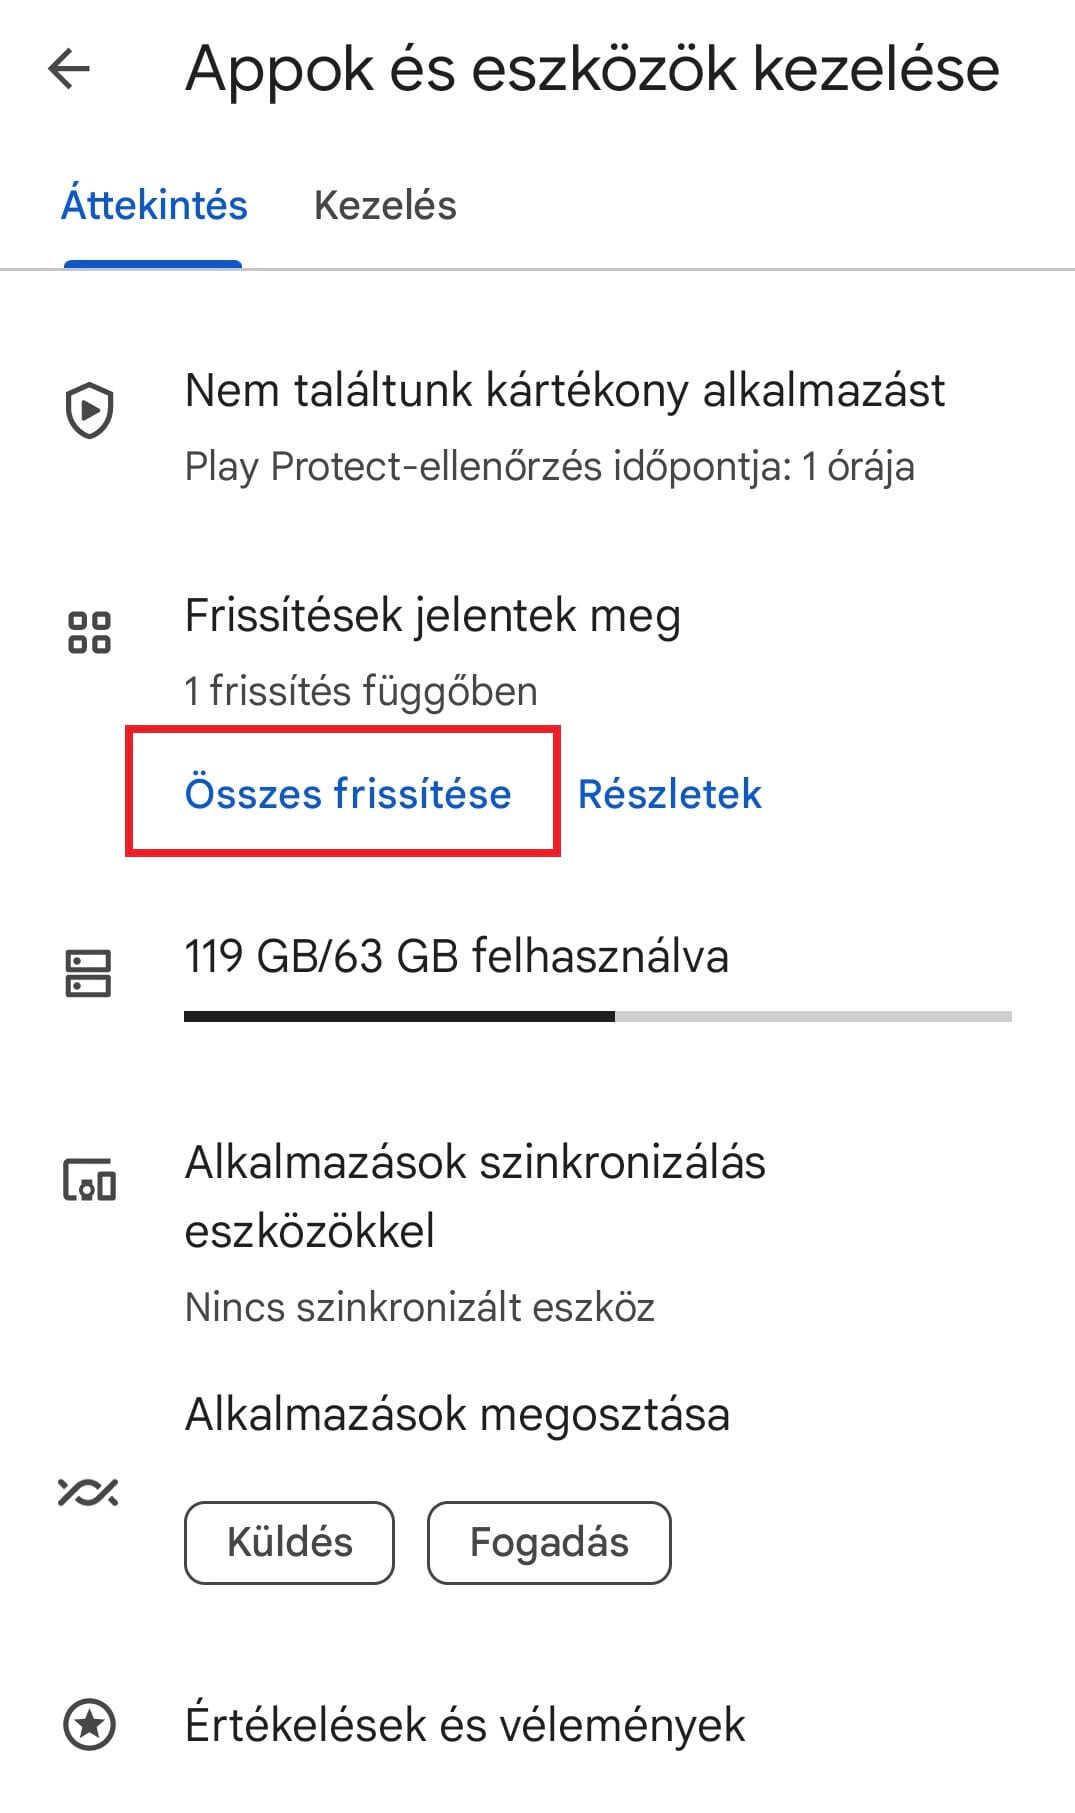 Appok és eszközök kezelése
Áttekintés Kezelés
Nem találtunk kártékony alkalmazást
Play Protect-ellenőrzés időpontja: 1 órája
Frissítések jelentek meg
1 frissítés függőben
Összes frissítése Részletek
119 GB/63 GB felhasználva
Alkalmazások szinkronizálás
eszközökkel
Nincs szinkronizált eszköz
Alkalmazások megosztása
Küldés Fogadás
Értékelések és vélemények